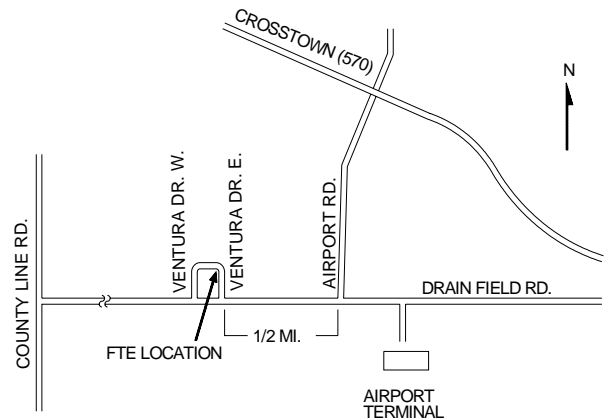 CROSSTOWN (570)
N
COUNTY LINE RD.
VENTURA DR. W.
VENTURA DR. E.
AIRPORT RD.
DRAIN FIELD RD.
1/2 MI.
FTE LOCATION
AIRPORT
TERMINAL